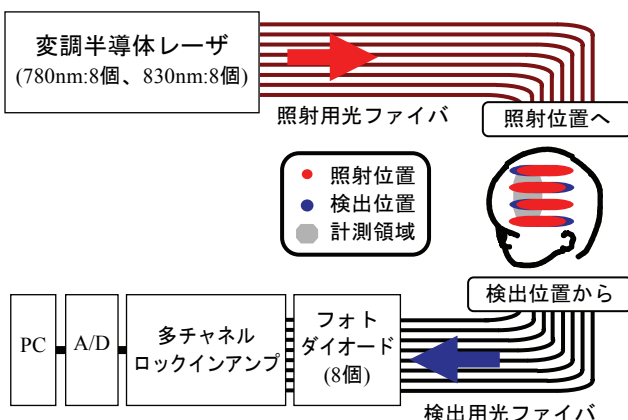 変調半導体レーザ
(780nm:8個、830nm:8個)
照射用光ファイバ
照射位置へ
照射位置
検出位置
計測領域
検出位置から
PC
A/D
多チャネル
ロックインアンプ
フォト
ダイオード
(8個)
検出用光ファイバ